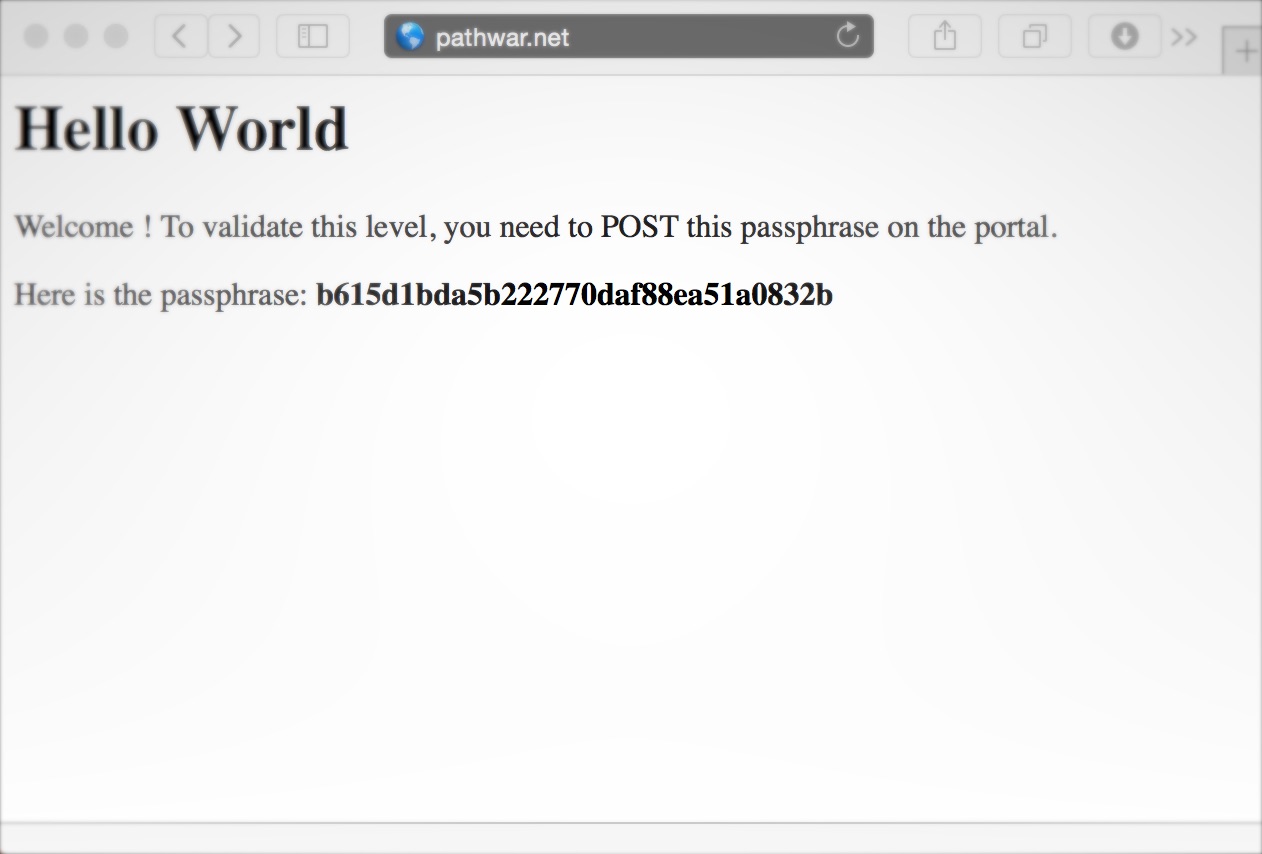 pathwar.net
Hello World
Welcome ! To validate this level, you need to POST this passphrase on the portal.
Here is the passphrase: b615d1bda5b222770daf88ea51a0832b